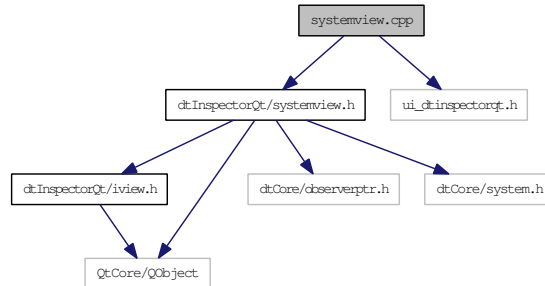 systemview.cpp
dtInspectorQt/systemview.h
ui_dtinspectorqt.h
dtInspectorQt/iview.h
dtCore/observerptr.h
dtCore/system.h
QtCore/QObject